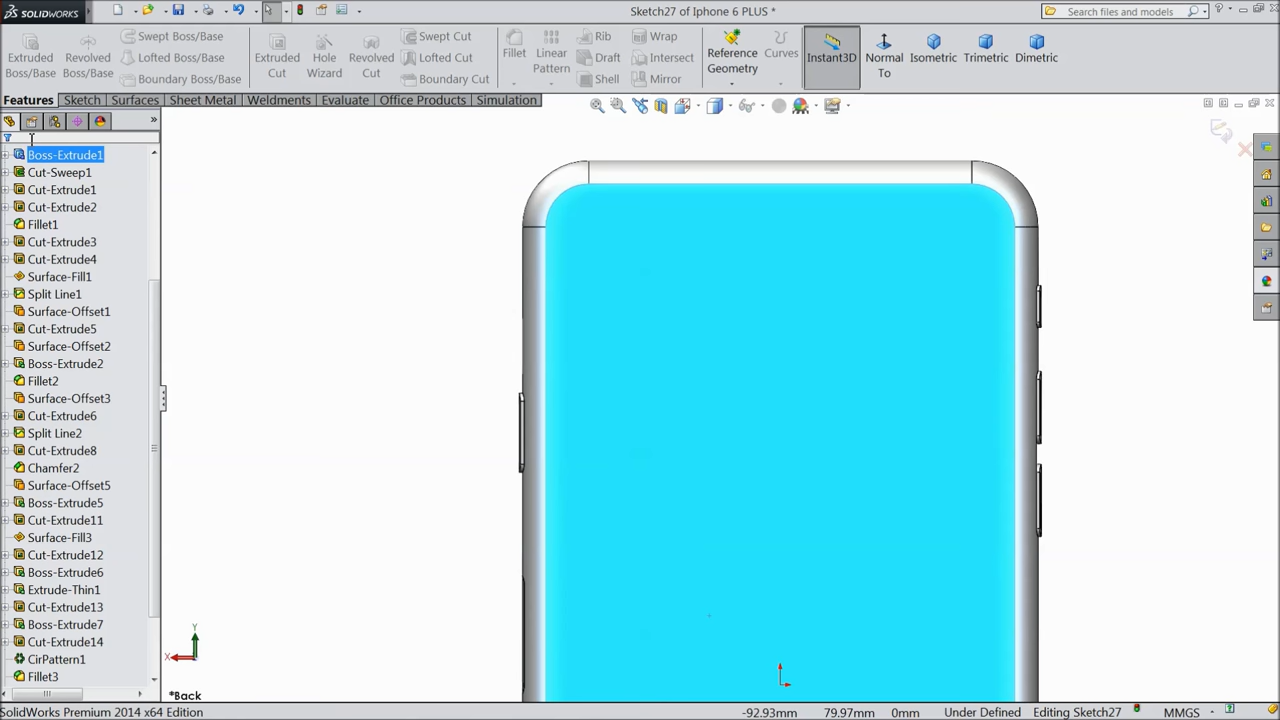 SOLIDWORKS
Sketch27 of Iphone 6 PLUS *
Search files and models
Extruded Boss/Base
Revolved Boss/Base
Swept Boss/Base
Lofted Boss/Base
Boundary Boss/Base
Extruded Cut
Hole Wizard
Revolved Cut
Swept Cut
Lofted Cut
Boundary Cut
Fillet
Linear Pattern
Rib
Draft
Shell
Wrap
Intersect
Mirror
Reference Geometry
Curves
Instant3D
Normal To
Isometric
Trimetric
Dimetric
Features
Sketch
Surfaces
Sheet Metal
Weldments
Evaluate
Office Products
Simulation
Boss-Extrude1
Cut-Sweep1
Cut-Extrude1
Cut-Extrude2
Fillet1
Cut-Extrude3
Cut-Extrude4
Surface-Fill1
Split Line1
Surface-Offset1
Cut-Extrude5
Surface-Offset2
Boss-Extrude2
Fillet2
Surface-Offset3
Cut-Extrude6
Split Line2
Cut-Extrude8
Chamfer2
Surface-Offset5
Boss-Extrude5
Cut-Extrude11
Surface-Fill3
Cut-Extrude12
Boss-Extrude6
Extrude-Thin1
Cut-Extrude13
Boss-Extrude7
Cut-Extrude14
CirPattern1
Fillet3
Y
X
*Back
SolidWorks Premium 2014 x64 Edition
-92.93mm
79.97mm
0mm
Under Defined
Editing Sketch27
MMGS